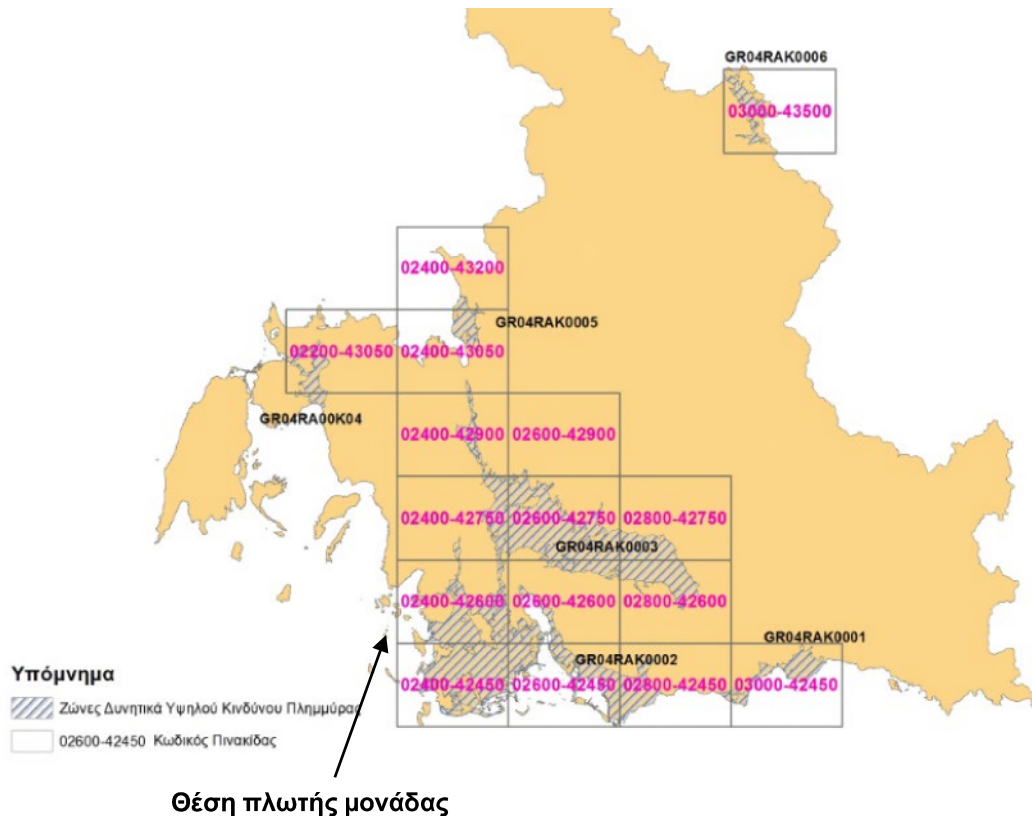 GR04RAK0006
03000-43500
02400-43200
GR04RAK0005
02200-43050 02400-43050
GR04RA00K04
02400-42900 02600-42900
02400-42750 02600-42750 02800-42750
GR04RAK0003
02400-42600 02600-42600 02800-42600
GR04RAK0001
GR04RAK0002
02400-42450 02600-42450 02800-42450 03000-42450
Υπόμνημα
Ζώνες Δυνητικά Υψηλού Κινδύνου Πλημμύρας
02600-42450 Κωδικός Πινακίδας
Θέση πλωτής μονάδας